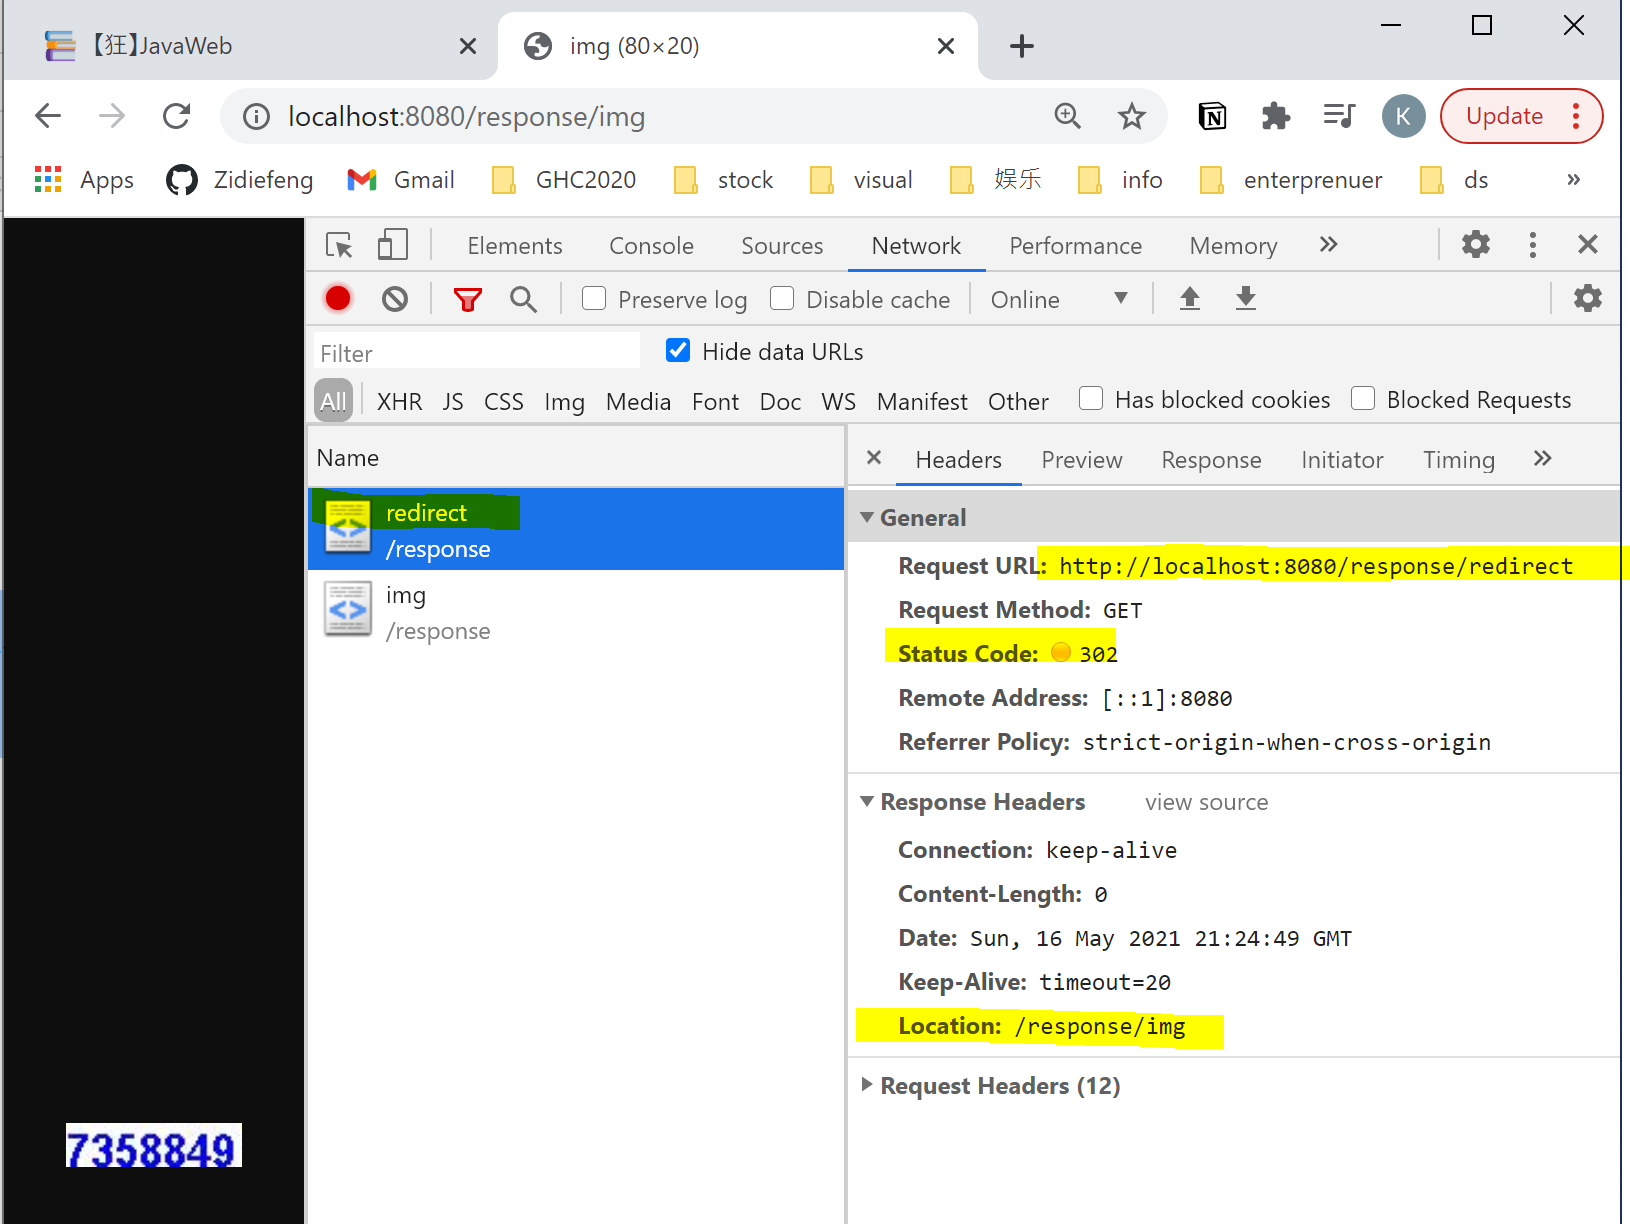 【狂】JavaWeb
img (80×20)
localhost:8080/response/img
K
Update
Apps
Zidiefeng
Gmail
GHC2020
stock
visual
娱乐
info
enterprenuer
ds
»
Elements
Console
Sources
Network
Performance
Memory
Preserve log
Disable cache
Online
Filter
Hide data URLs
All
XHR
JS
CSS
Img
Media
Font
Doc
WS
Manifest
Other
Has blocked cookies
Blocked Requests
Name
redirect
/response
img
/response
Headers
Preview
Response
Initiator
Timing
General
Request URL: http://localhost:8080/response/redirect
Request Method: GET
Status Code: 302
Remote Address: [::1]:8080
Referrer Policy: strict-origin-when-cross-origin
Response Headers view source
Connection: keep-alive
Content-Length: 0
Date: Sun, 16 May 2021 21:24:49 GMT
Keep-Alive: timeout=20
Location: /response/img
Request Headers (12)
7358849